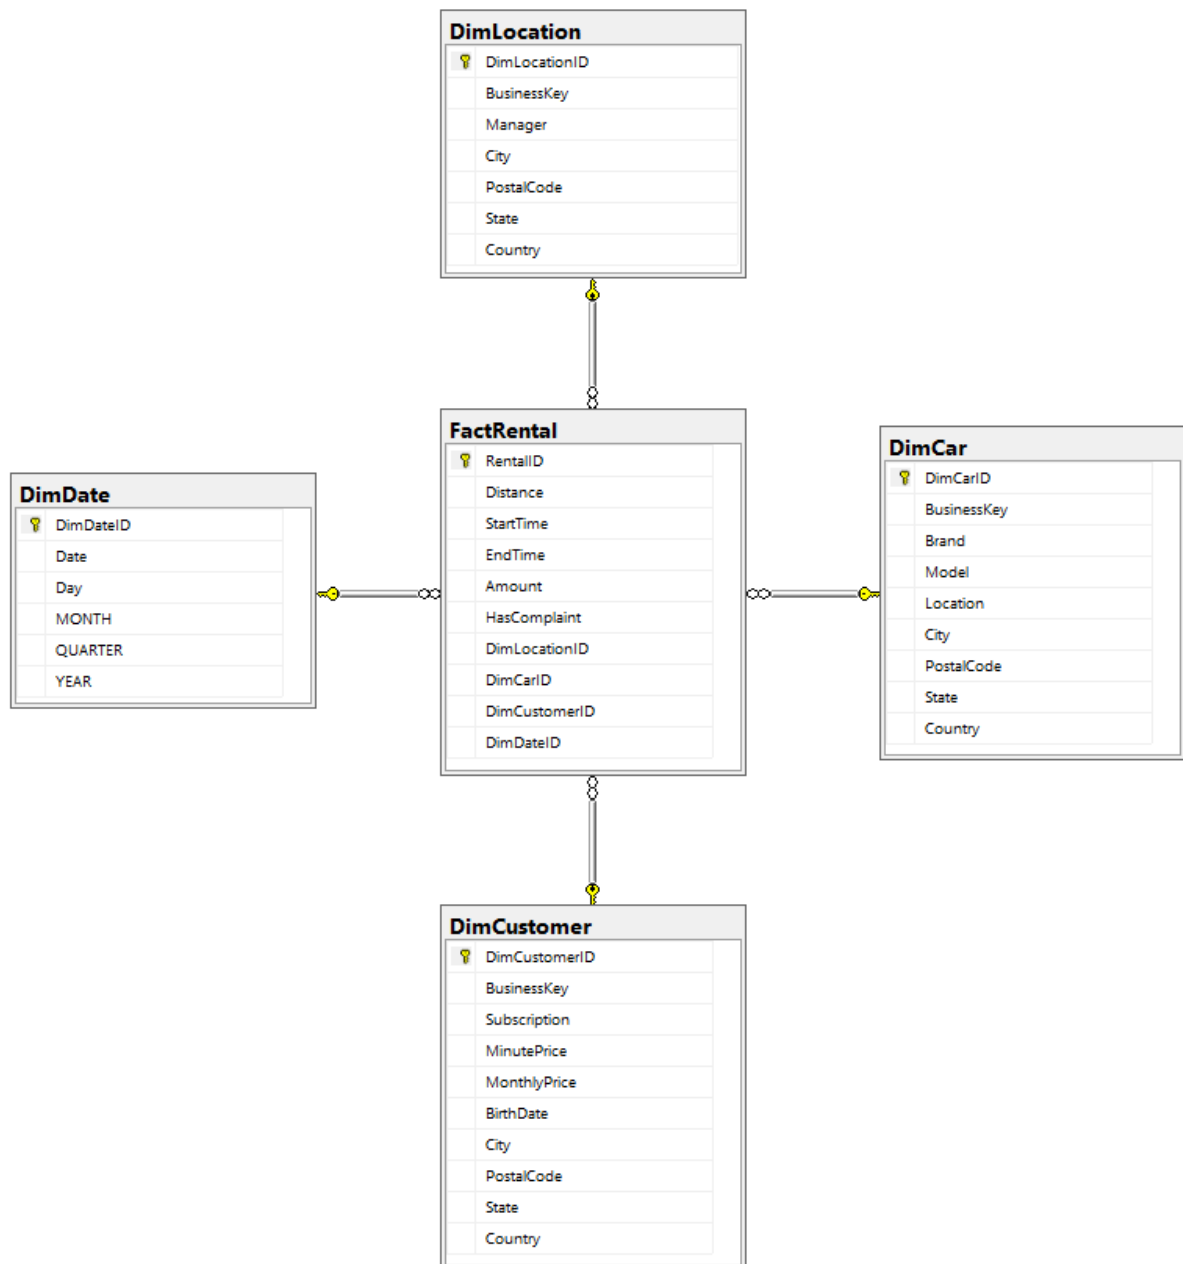 DimLocation
DimLocationID
BusinessKey
Manager
City
PostalCode
State
Country
FactRental
RentalID
Distance
StartTime
EndTime
Amount
HasComplaint
DimLocationID
DimCarID
DimCustomerID
DimDateID
DimCar
DimCarID
BusinessKey
Brand
Model
Location
City
PostalCode
State
Country
DimDate
DimDateID
Date
Day
MONTH
QUARTER
YEAR
DimCustomer
DimCustomerID
BusinessKey
Subscription
MinutePrice
MonthlyPrice
BirthDate
City
PostalCode
State
Country